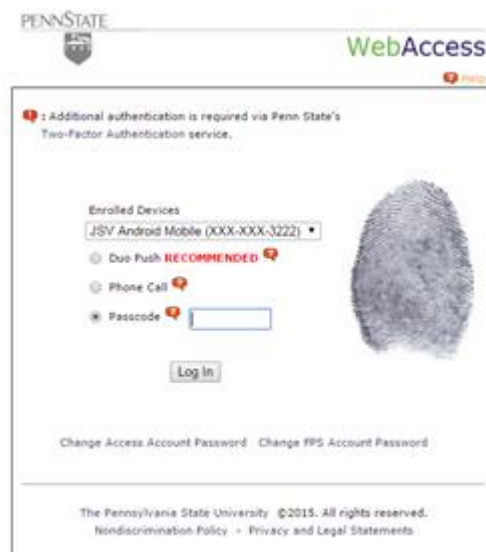 PENNSTATE
WebAccess
Help
: Additional authentication is required via Penn State's
Two-Factor Authentication service.
Enrolled Devices
JSV Android Mobile (XXX-XXX-3222)
Duo Push RECOMMENDED
Phone Call
Passcode
Log In
Change Access Account Password Change FPS Account Password
The Pennsylvania State University ©2015. All rights reserved.
Nondiscrimination Policy - Privacy and Legal Statements